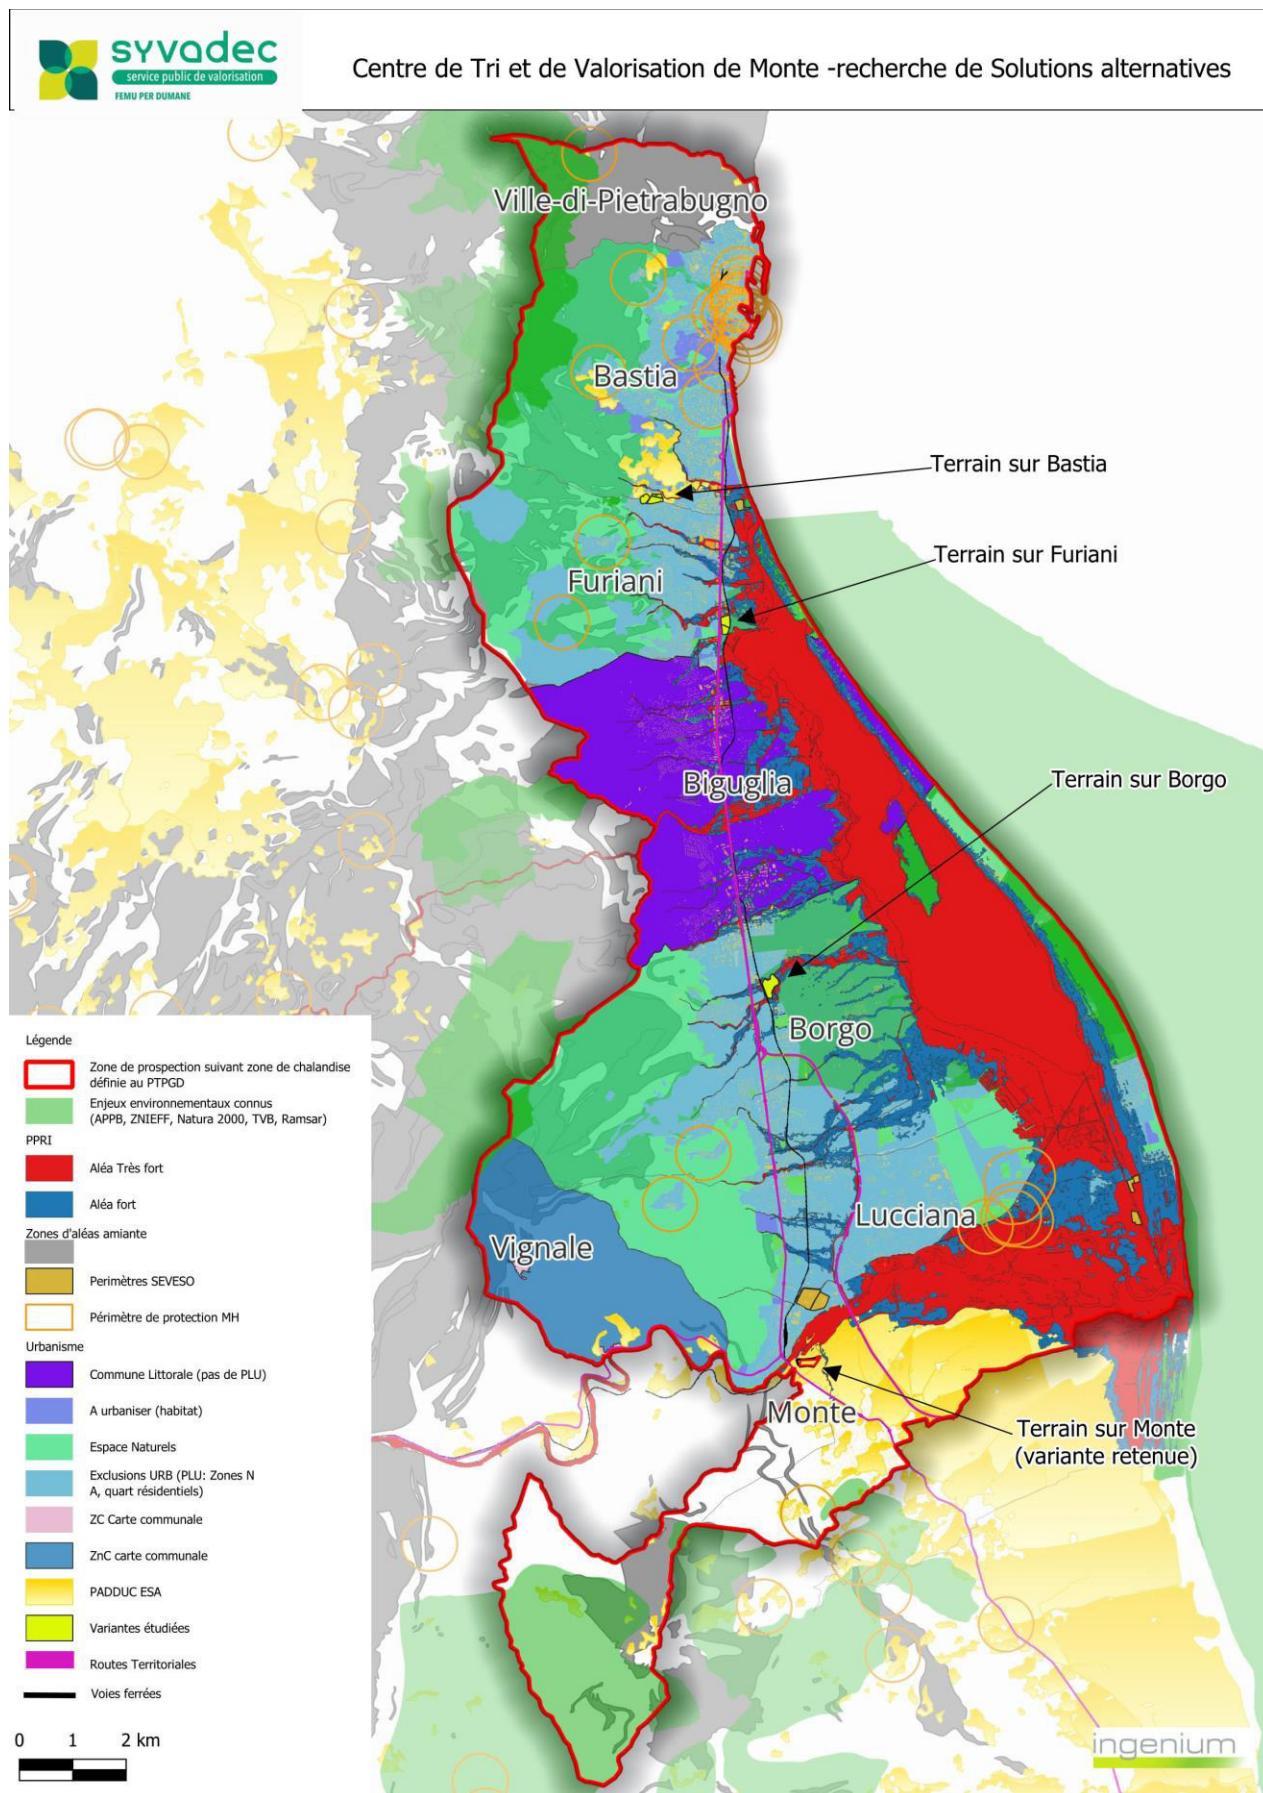 syvadec
service public de valorisation
FEMU PER DUMANE
Centre de Tri et de Valorisation de Monte -recherche de Solutions alternatives
Ville-di-Pietrabugno
Bastia
Terrain sur Bastia
Terrain sur Furiani
Furiani
Biguglia
Terrain sur Borgo
Borgo
Lucciana
Vignale
Monte
Terrain sur Monte
(variante retenue)
Légende
Zone de prospection suivant zone de chalandise
définie au PTPGD
Enjeux environnementaux connus
(APPB, ZNIEFF, Natura 2000, TVB, Ramsar)
PPRI
Aléa Très fort
Aléa fort
Zones d'aléas amiante
Perimètres SEVESO
Périmètre de protection MH
Urbanisme
Commune Littorale (pas de PLU)
A urbaniser (habitat)
Espace Naturels
Exclusions URB (PLU: Zones N
A, quart résidentiels)
ZC Carte communale
ZnC carte communale
PADDUC ESA
Variantes étudiées
Routes Territoriales
Voies ferrées
0 1 2 km
ingenium